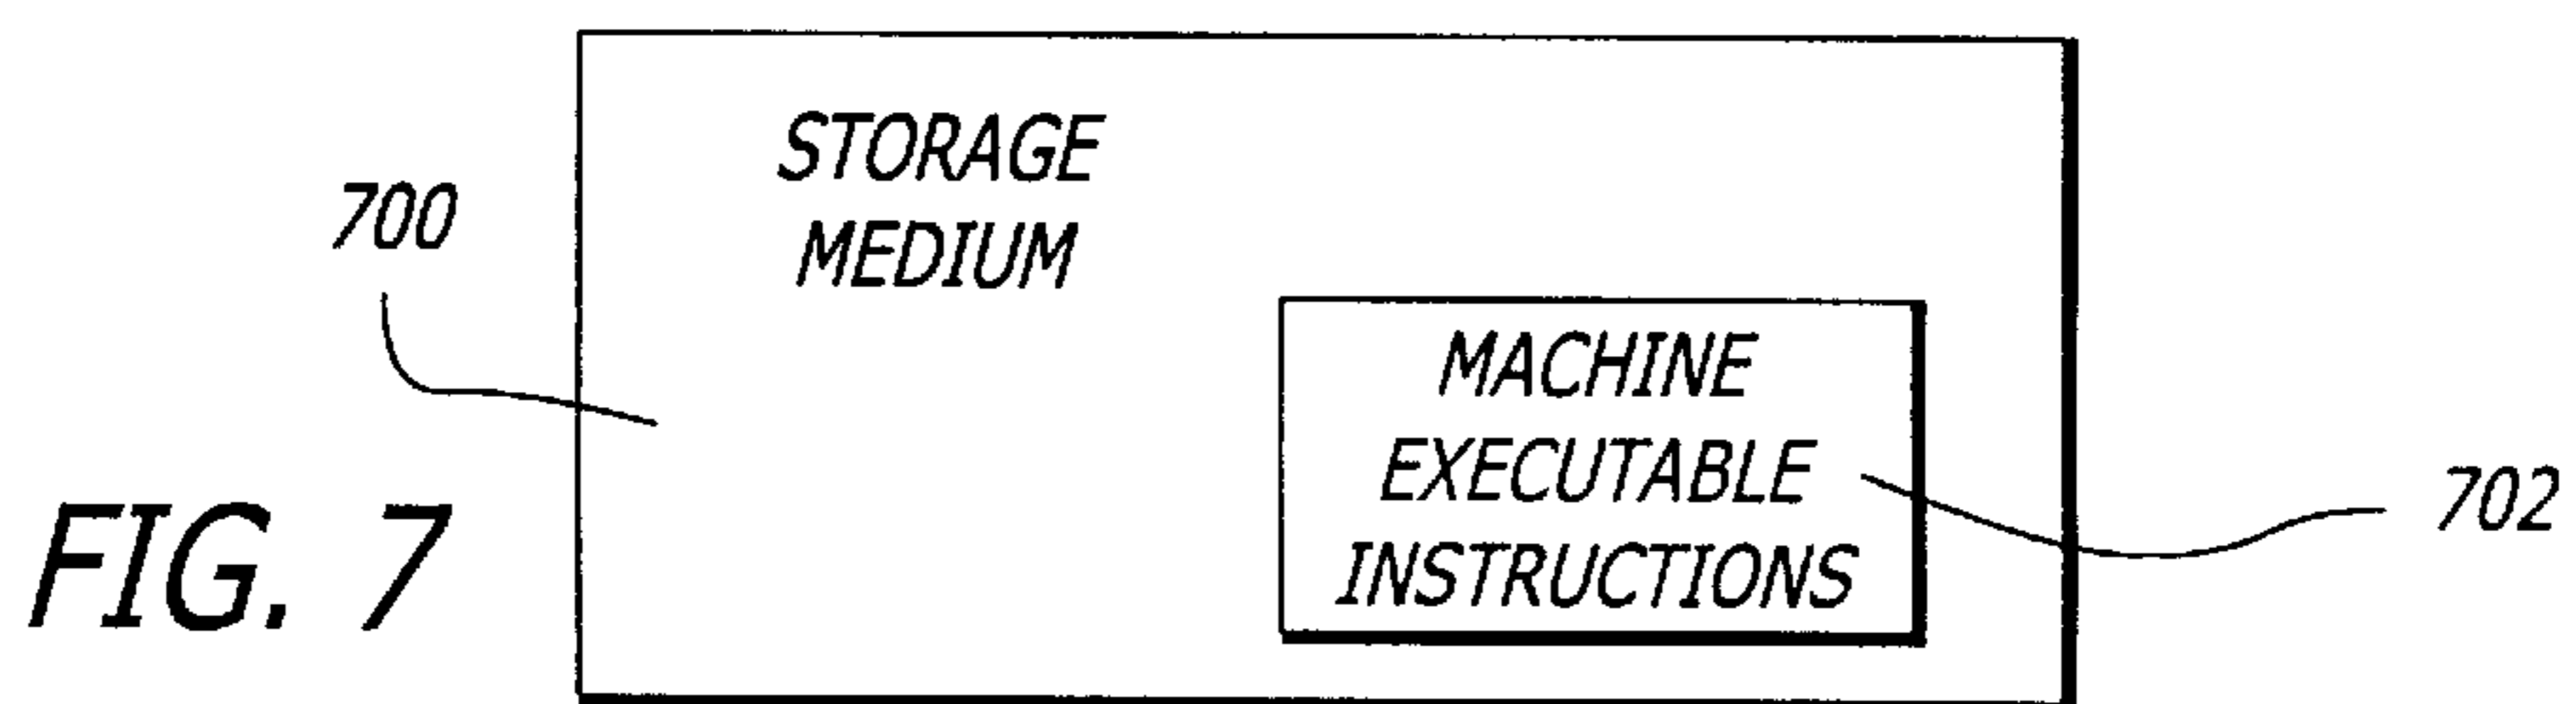 STORAGE
MEDIUM
700
MACHINE
EXECUTABLE
INSTRUCTIONS
702
FIG. 7